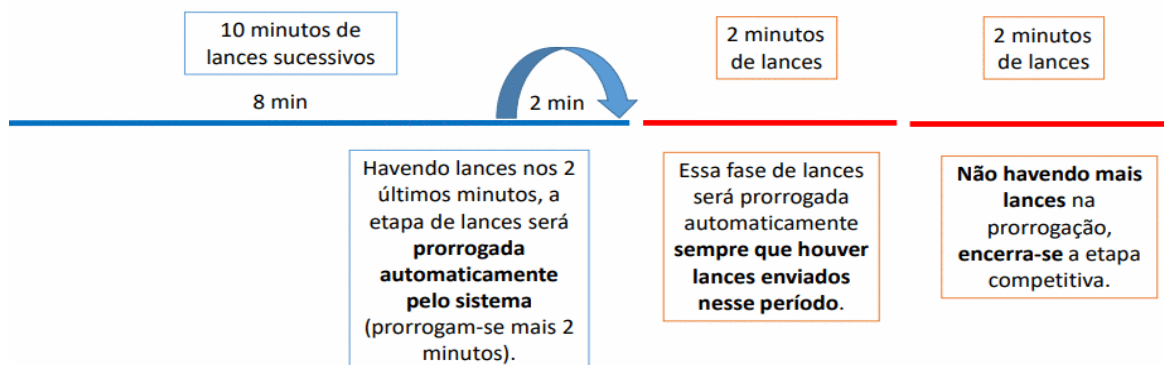 10 minutos de
lances sucessivos
8 min
2 min
2 minutos
de lances
2 minutos
de lances
Havendo lances nos 2
últimos minutos, a
etapa de lances será
prorrogada
automaticamente
pelo sistema
(prorrogam-se mais 2
minutos).
Essa fase de lances
será prorrogada
automaticamente
sempre que houver
lances enviados
nesse período.
Não havendo mais
lances na
prorrogação,
encerra-se a etapa
competitiva.